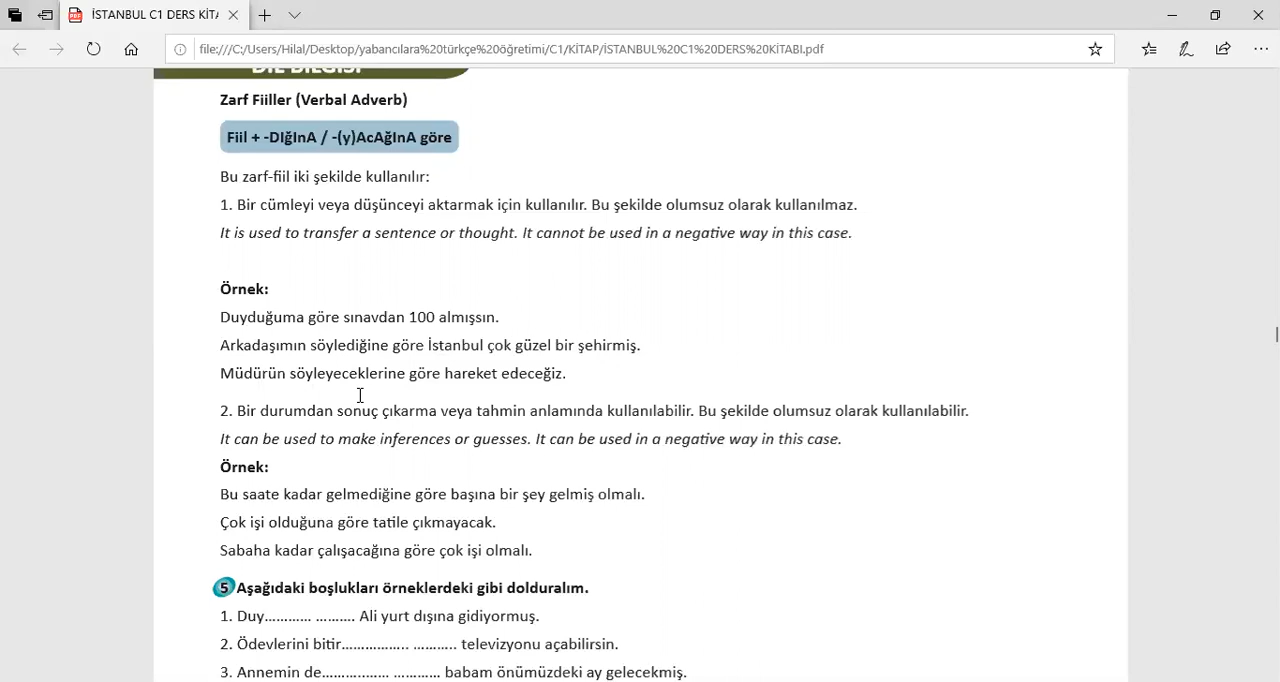 İSTANBUL C1 DERS KİTA
file:///C:/Users/Hilal/Desktop/yabancılara%20türkçe%20öğretimi/C1/KİTAP/İSTANBUL%20C1%20DERS%20KİTABI.pdf
DİL BİLGİSİ
Zarf Fiiller (Verbal Adverb)
Fiil + -DIğInA / -(y)AcAğInA göre
Bu zarf-fiil iki şekilde kullanılır:
1. Bir cümleyi veya düşünceyi aktarmak için kullanılır. Bu şekilde olumsuz olarak kullanılmaz.
It is used to transfer a sentence or thought. It cannot be used in a negative way in this case.
Örnek:
Duyduğuma göre sınavdan 100 almışsın.
Arkadaşımın söylediğine göre İstanbul çok güzel bir şehirmiş.
Müdürün söyleyeceklerine göre hareket edeceğiz.
2. Bir durumdan sonuç çıkarma veya tahmin anlamında kullanılabilir. Bu şekilde olumsuz olarak kullanılabilir.
It can be used to make inferences or guesses. It can be used in a negative way in this case.
Örnek:
Bu saate kadar gelmediğine göre başına bir şey gelmiş olmalı.
Çok işi olduğuna göre tatile çıkmayacak.
Sabaha kadar çalışacağına göre çok işi olmalı.
5 Aşağıdaki boşlukları örneklerdeki gibi dolduralım.
1. Duy………… ………. Ali yurt dışına gidiyormuş.
2. Ödevlerini bitir…………….. ……….. televizyonu açabilirsin.
3. Annemin de………..…… ………… babam önümüzdeki ay gelecekmiş.